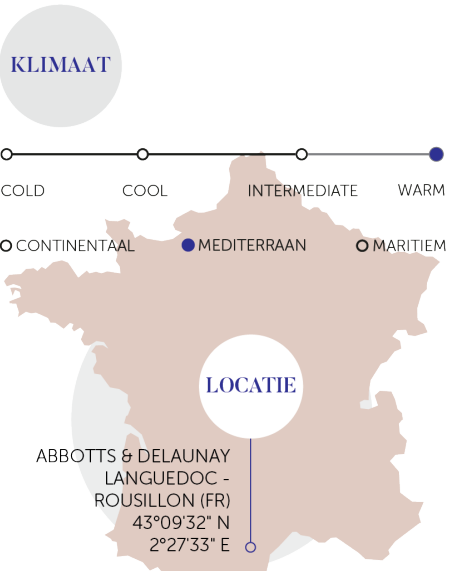 KLIMAAT
COLD COOL INTERMEDIATE WARM
CONTINENTAAL MEDITERRAAN MARITIEM
LOCATIE
ABBOTTS & DELAUNAY
LANGUEDOC -
ROUSILLON (FR)
43°09'32" N
2°27'33" E